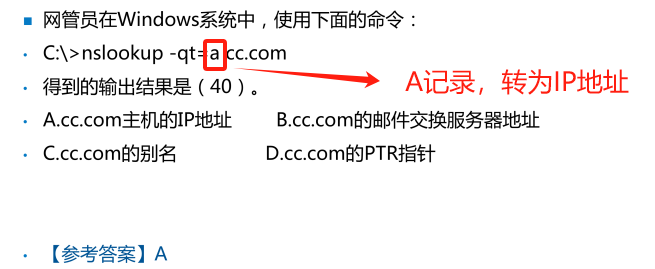 网管员在Windows系统中，使用下面的命令：
C:\>nslookup -qt=a cc.com
A记录，转为IP地址
得到的输出结果是（40）。
A.cc.com主机的IP地址 B.cc.com的邮件交换服务器地址
C.cc.com的别名 D.cc.com的PTR指针
【参考答案】A